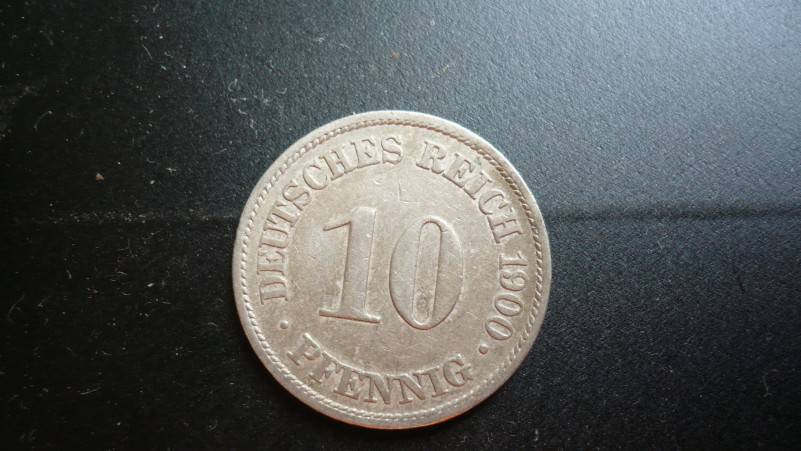 DEUTSCHES REICH 1900
10
PFENNIG